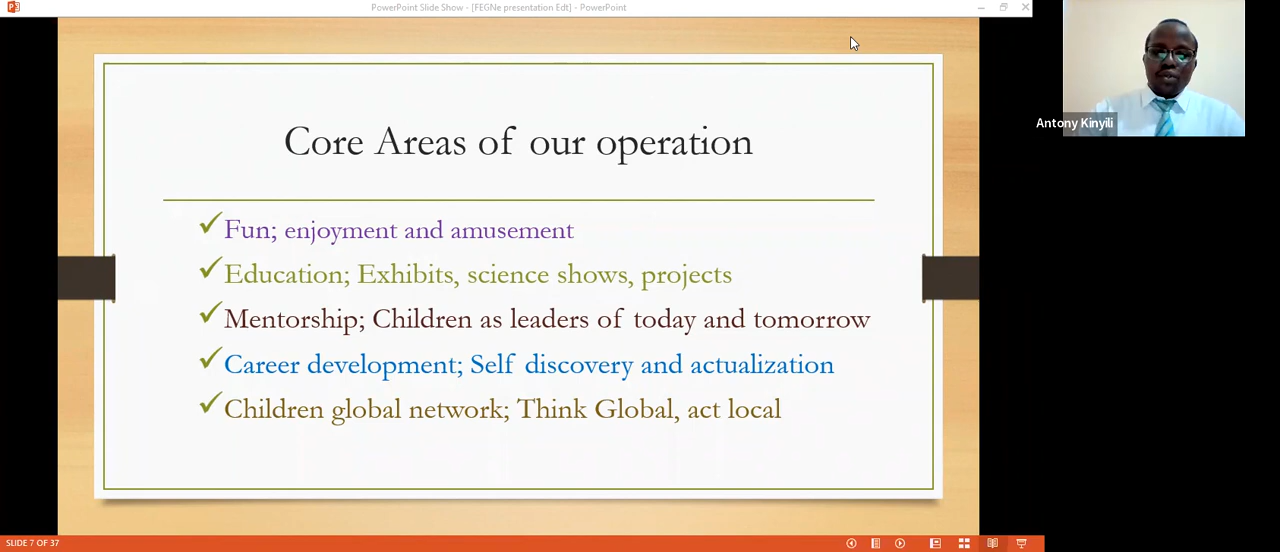 PowerPoint Slide Show - [FEGNe presentation Edt] - PowerPoint
Antony Kinyili
Core Areas of our operation
Fun; enjoyment and amusement
Education; Exhibits, science shows, projects
Mentorship; Children as leaders of today and tomorrow
Career development; Self discovery and actualization
Children global network; Think Global, act local
SLIDE 7 OF 37